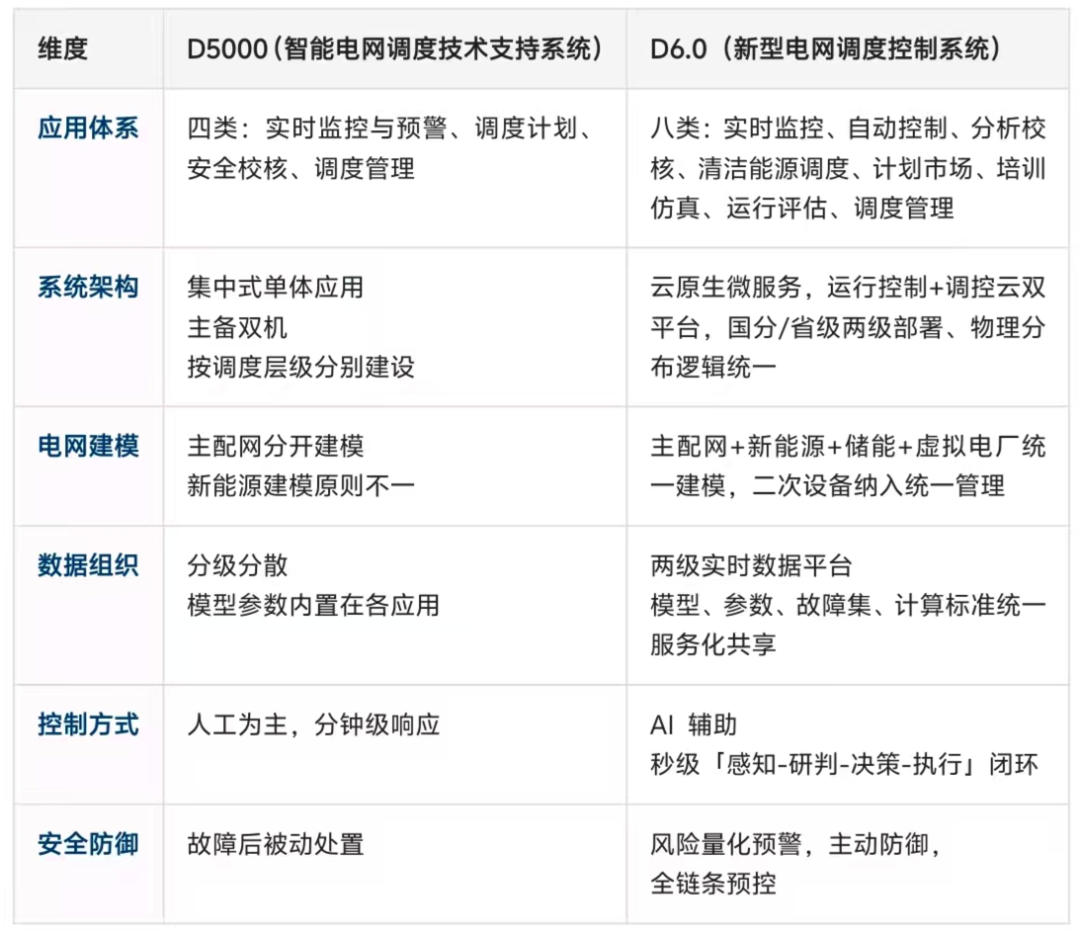 维度
D5000（智能电网调度技术支持系统）
D6.0（新型电网调度控制系统）
应用体系
四类：实时监控与预警、调度计划、
安全校核、调度管理
八类：实时监控、自动控制、分析校
核、清洁能源调度、计划市场、培训
仿真、运行评估、调度管理
系统架构
集中式单体应用
主备双机
按调度层级分别建设
云原生微服务，运行控制+调控云双
平台，国分/省级两级部署、物理分
布逻辑统一
电网建模
主配网分开建模
新能源建模原则不一
主配网+新能源+储能+虚拟电厂统
一建模，二次设备纳入统一管理
数据组织
分级分散
模型参数内置在各应用
两级实时数据平台
模型、参数、故障集、计算标准统一
服务化共享
控制方式
人工为主，分钟级响应
AI 辅助
秒级「感知-研判-决策-执行」闭环
安全防御
故障后被动处置
风险量化预警，主动防御，
全链条预控